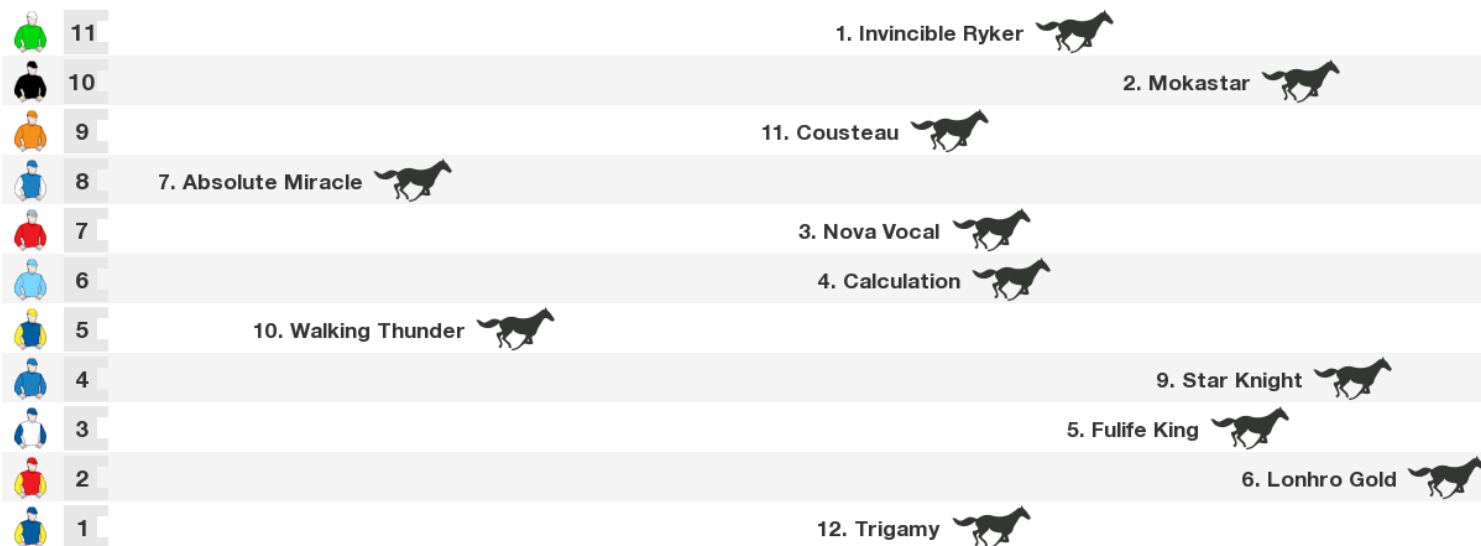 11 1. Invincible Ryker
10 2. Mokastar
9 11. Cousteau
8 7. Absolute Miracle
7 3. Nova Vocal
6 4. Calculation
5 10. Walking Thunder
4 9. Star Knight
3 5. Fulife King
2 6. Lonhro Gold
1 12. Trigamy